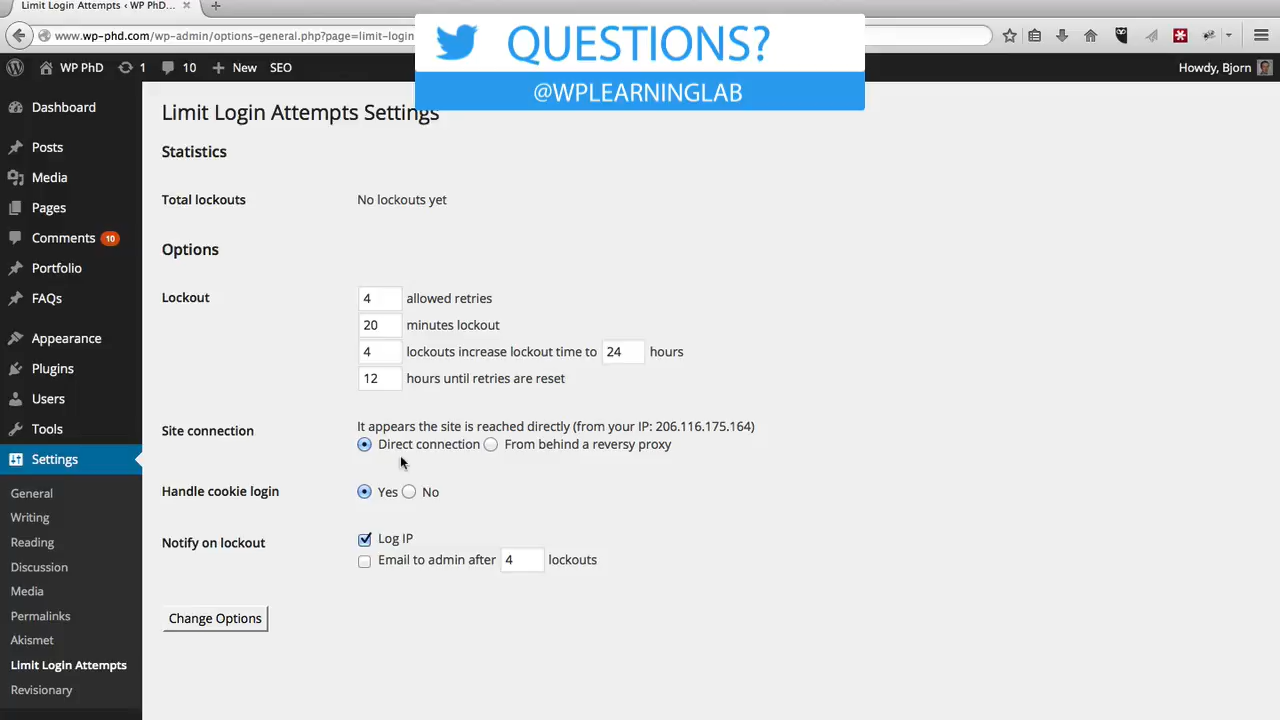 Limit Login Attempts ‹ WP PhD...
www.wp-phd.com/wp-admin/options-general.php?page=limit-login
QUESTIONS?
@WPLEARNINGLAB
WP PhD
1
10
New
SEO
Howdy, Bjorn
Dashboard
Posts
Media
Pages
Comments 10
Portfolio
FAQs
Appearance
Plugins
Users
Tools
Settings
General
Writing
Reading
Discussion
Media
Permalinks
Akismet
Limit Login Attempts
Revisionary
Limit Login Attempts Settings
Statistics
Total lockouts
No lockouts yet
Options
Lockout
4 allowed retries
20 minutes lockout
4 lockouts increase lockout time to 24 hours
12 hours until retries are reset
Site connection
It appears the site is reached directly (from your IP: 206.116.175.164)
Direct connection From behind a reversy proxy
Handle cookie login
Yes No
Notify on lockout
Log IP
Email to admin after 4 lockouts
Change Options